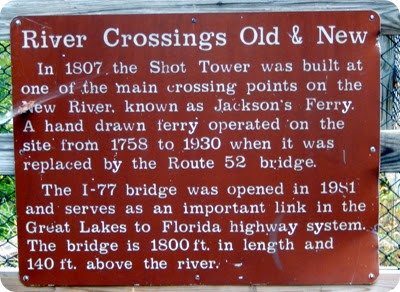 River Crossings Old & New
In 1807 the Shot Tower was built at
one of the main crossing points on the
New River, known as Jackson's Ferry.
A hand drawn ferry operated on the
site from 1758 to 1930 when it was
replaced by the Route 52 bridge.
The I-77 bridge was opened in 1981
and serves as an important link in the
Great Lakes to Florida highway system.
The bridge is 1800 ft. in length and
140 ft. above the river.